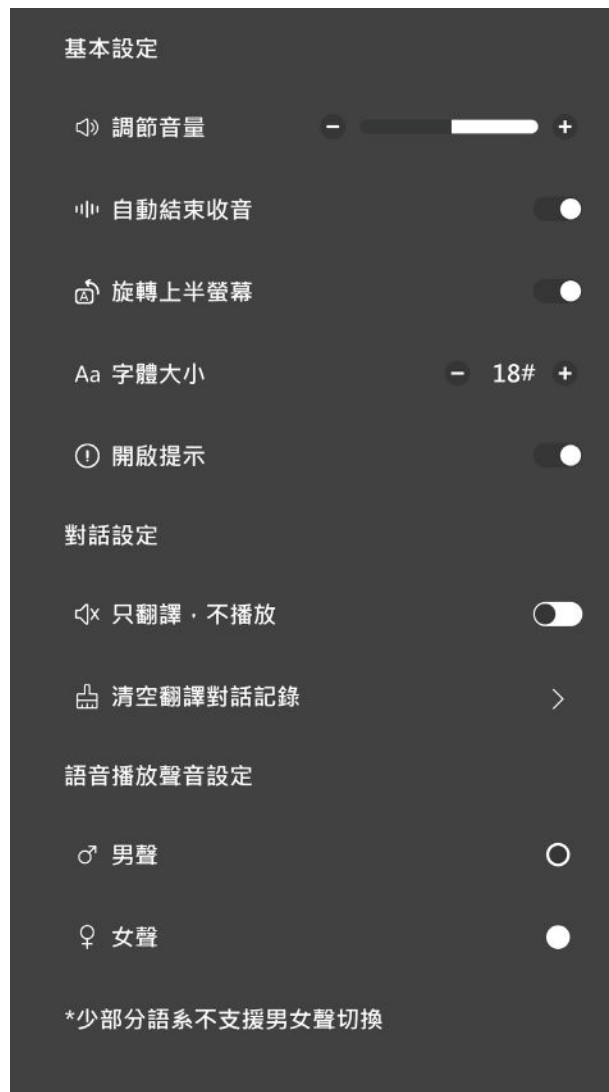 基本設定
調節音量
自動結束收音
旋轉上半螢幕
Aa 字體大小 - 18# +
開啟提示
對話設定
只翻譯，不播放
清空翻譯對話記錄
語音播放聲音設定
♂ 男聲
♀ 女聲
*少部分語系不支援男女聲切換